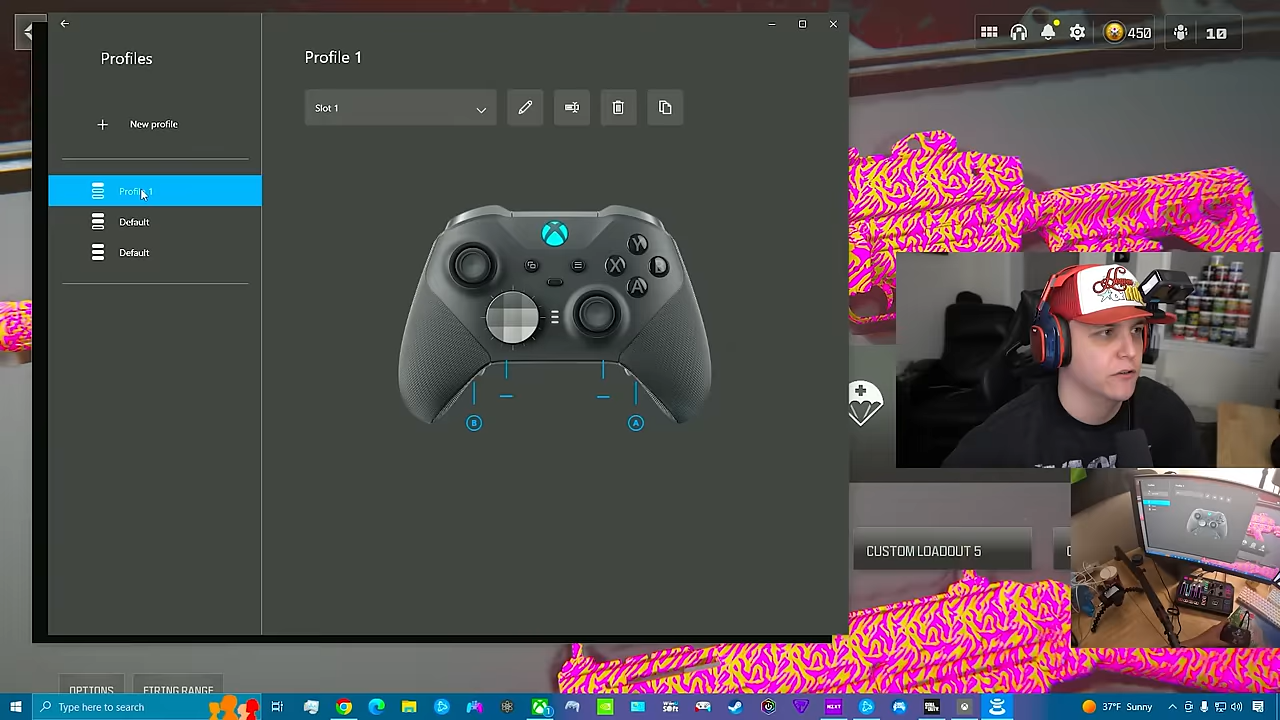 Profiles
Profile 1
450
10
Slot 1
New profile
Profile 1
Default
Default
Y
X
B
A
B
A
CUSTOM LOADOUT 5
OPTIONS
FIRING RANGE
Type here to search
37°F Sunny